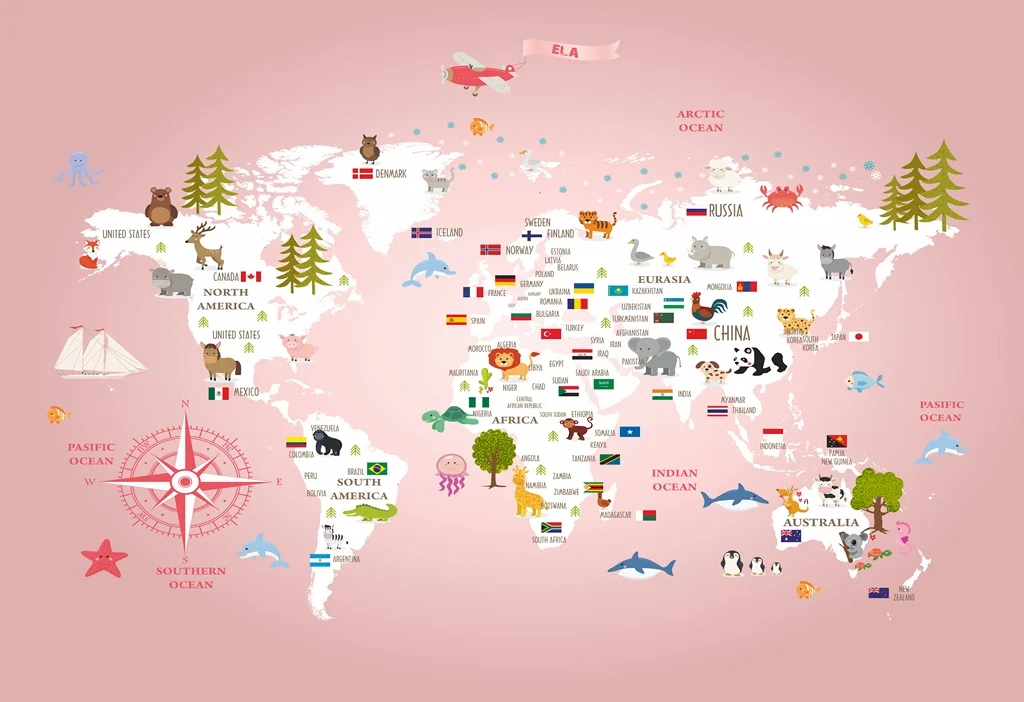 ELA
ARCTIC
OCEAN
DENMARK
RUSSIA
SWEDEN
FINLAND
ICELAND
UNITED STATES
NORWAY
ESTONIA
LATVIA
BELARUS
POLAND
CANADA
NORTH
AMERICA
GERMANY
FRANCE
UKRAINE
ROMANIA
BULGARIA
EURASIA
KAZAKHSTAN
MONGOLIA
UZBEKISTAN
TURKMENISTAN
SPAIN
TURKEY
AFGHANISTAN
CHINA
UNITED STATES
SYRIA
IRAN
IRAQ
PAKISTAN
SOUTH
KOREA
JAPAN
MOROCCO
ALGERIA
EGYPT
SAUDI ARABIA
MAURITANIA
NIGER
CHAD
SUDAN
INDIA
MYANMAR
THAILAND
MEXICO
CENTRAL
AFRICAN REPUBLIC
NIGERIA
SOUTH SUDAN
ETHIOPIA
AFRICA
SOMALIA
KENYA
PASIFIC
OCEAN
VENEZUELA
COLOMBIA
INDONESIA
PAPUA
NEW GUINEA
PASIFIC
OCEAN
N
W
E
S
PERU
BRAZIL
BOLIVIA
SOUTH
AMERICA
ANGOLA
TANZANIA
ZAMBIA
NAMIBIA
ZIMBABWE
BOTSWANA
MADAGASCAR
SOUTH AFRICA
INDIAN
OCEAN
AUSTRALIA
ARGENTINA
SOUTHERN
OCEAN
NEW
ZEALAND